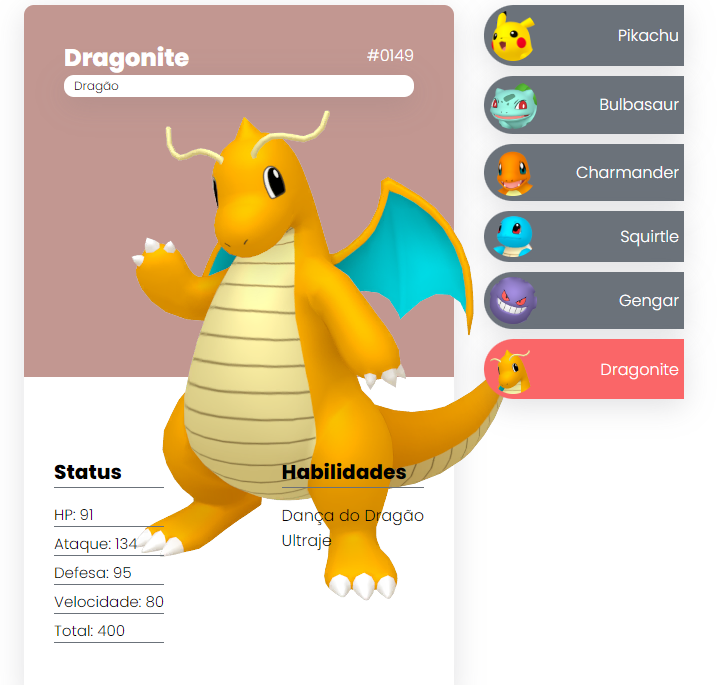 Dragonite
#0149
Dragão
Status
HP: 91
Ataque: 134
Defesa: 95
Velocidade: 80
Total: 400
Habilidades
Dança do Dragão
Ultraje
Pikachu
Bulbasaur
Charmander
Squirtle
Gengar
Dragonite